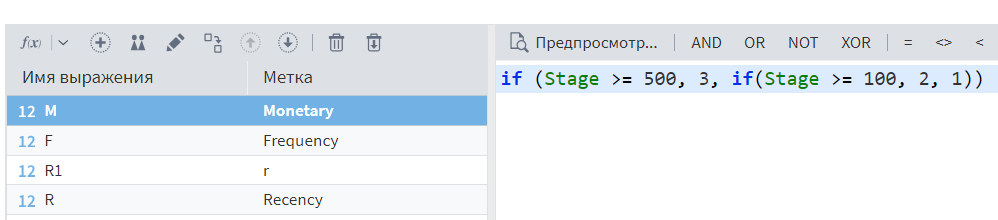 f(x) Предпросмотр... AND OR NOT XOR = <> <
Имя выражения Метка
if (Stage >= 500, 3, if(Stage >= 100, 2, 1))
12 M Monetary
12 F Frequency
12 R1 r
12 R Recency